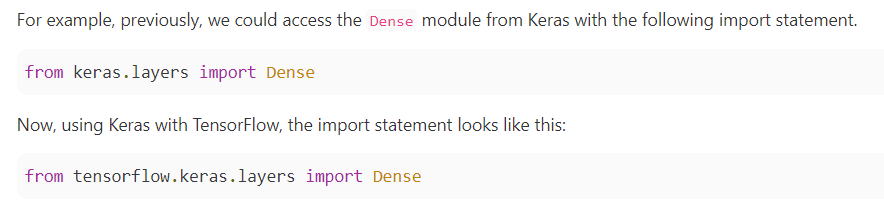 For example, previously, we could access the Dense module from Keras with the following import statement.
from keras.layers import Dense
Now, using Keras with TensorFlow, the import statement looks like this:
from tensorflow.keras.layers import Dense